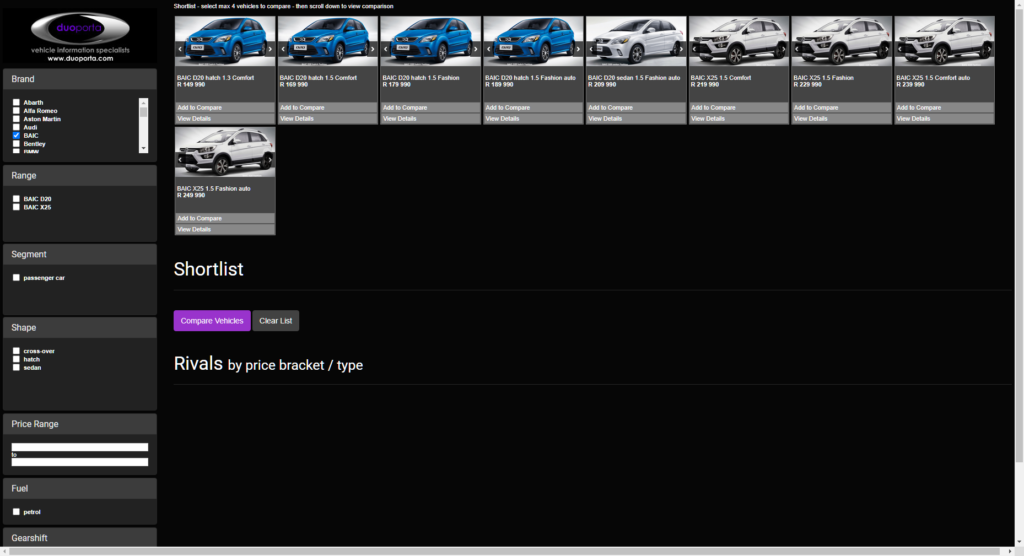 duoporta
vehicle information specialists
www.duoporta.com
Brand
Abarth
Alfa Romeo
Aston Martin
Audi
BAIC
Bentley
BMW
Range
BAIC D20
BAIC X25
Segment
passenger car
Shape
cross-over
hatch
sedan
Price Range
to
Fuel
petrol
Gearshift
Shortlist - select max 4 vehicles to compare - then scroll down to view comparison
BAIC D20 hatch 1.3 Comfort
R 149 990
Add to Compare
View Details
BAIC D20 hatch 1.5 Comfort
R 169 990
Add to Compare
View Details
BAIC D20 hatch 1.5 Fashion
R 179 990
Add to Compare
View Details
BAIC D20 hatch 1.5 Fashion auto
R 189 990
Add to Compare
View Details
BAIC D20 sedan 1.5 Fashion auto
R 209 990
Add to Compare
View Details
BAIC X25 1.5 Comfort
R 219 990
Add to Compare
View Details
BAIC X25 1.5 Fashion
R 229 990
Add to Compare
View Details
BAIC X25 1.5 Comfort auto
R 239 990
Add to Compare
View Details
BAIC X25 1.5 Fashion auto
R 249 990
Add to Compare
View Details
Shortlist
Compare Vehicles
Clear List
Rivals by price bracket / type